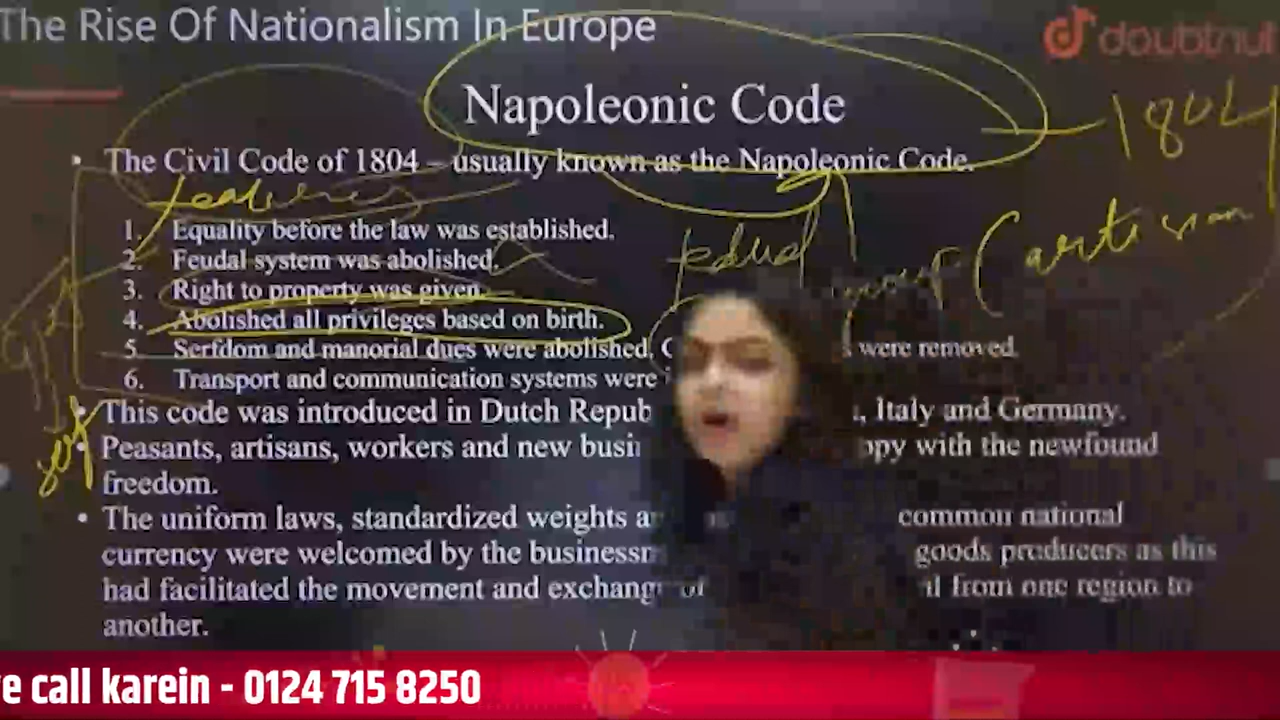 The Rise Of Nationalism In Europe
doubtnut
Napoleonic Code
1804
• The Civil Code of 1804 – usually known as the Napoleonic Code.
features
1. Equality before the law was established.
2. Feudal system was abolished.
3. Right to property was given.
4. Abolished all privileges based on birth.
5. Serfdom and manorial dues were abolished, were removed.
6. Transport and communication systems were
This code was introduced in Dutch Italy and Germany.
Peasants, artisans, workers and new with the newfound
freedom.
• The uniform laws, standardized weights common national
currency were welcomed by the goods producers as this
had facilitated the movement and from one region to
another.
call karein - 0124 715 8250